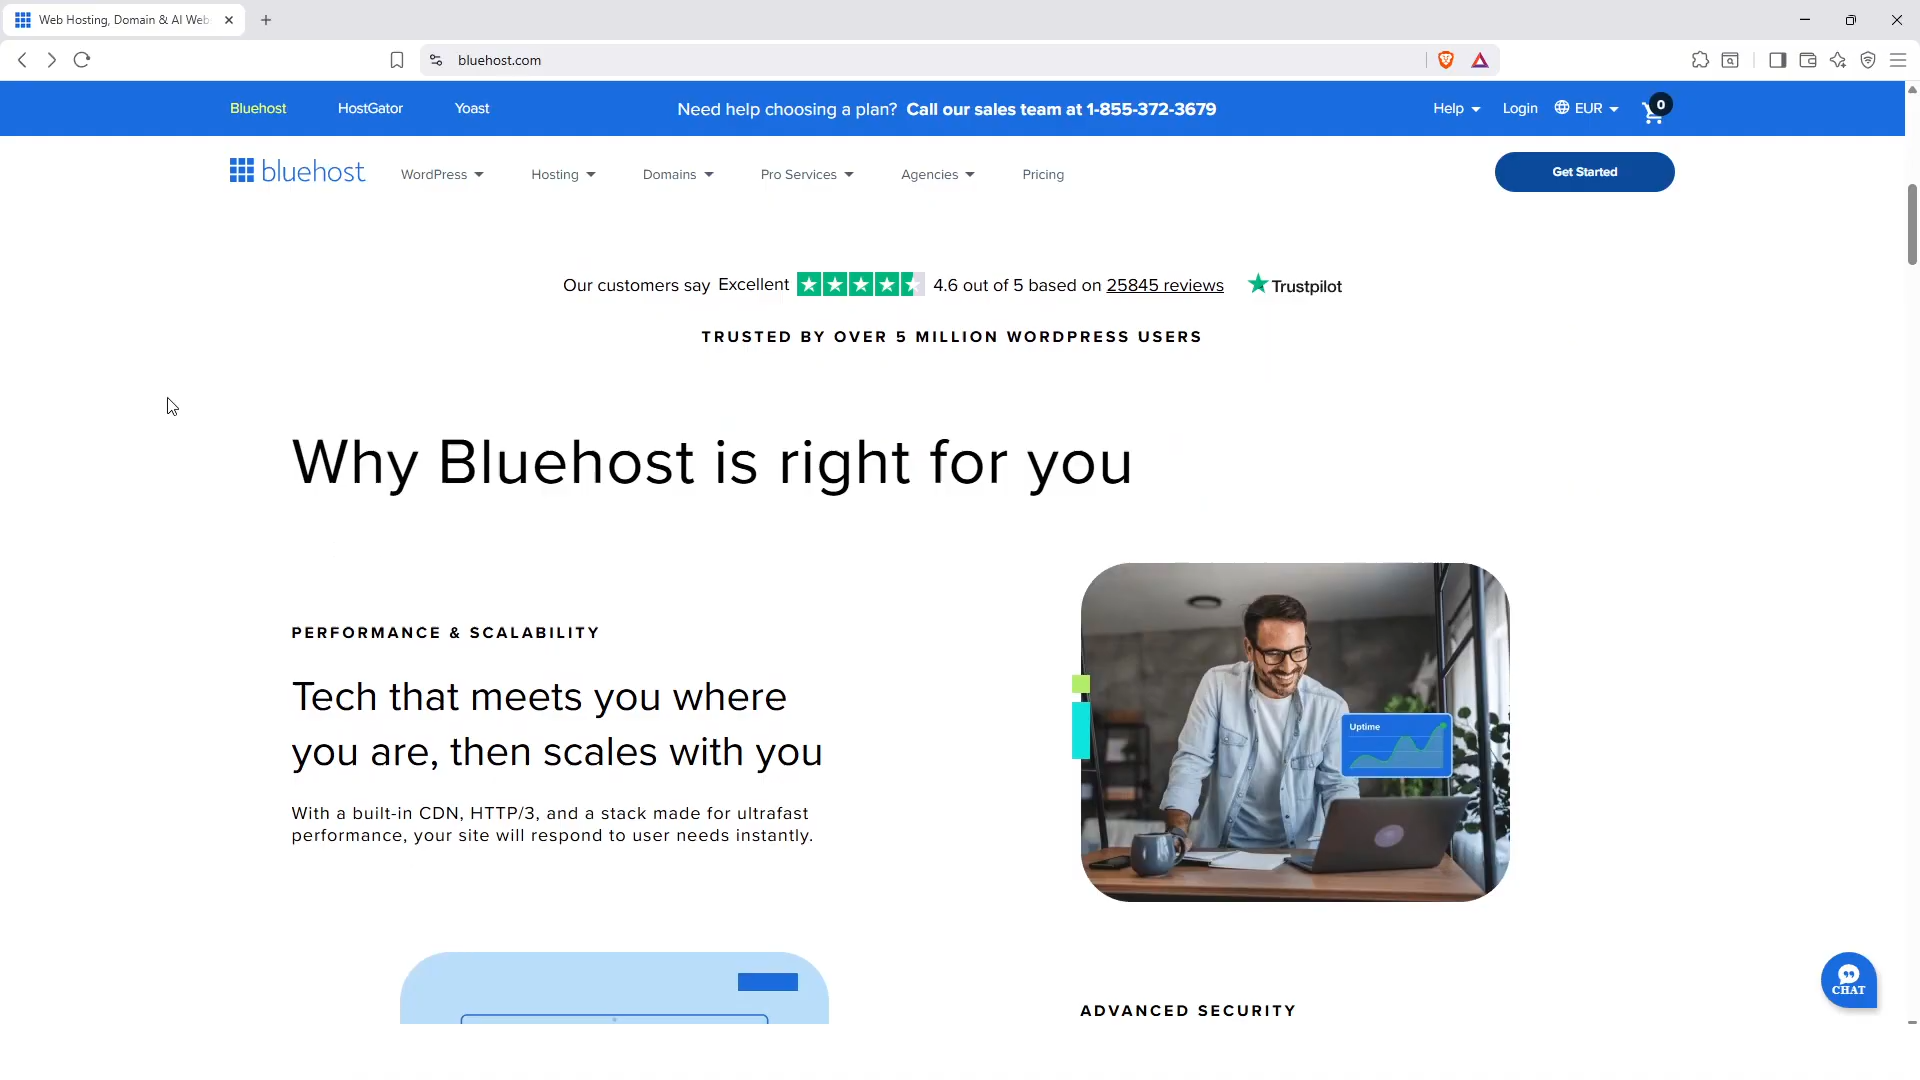 Web Hosting, Domain & AI Web
bluehost.com
Bluehost HostGator Yoast Need help choosing a plan? Call our sales team at 1-855-372-3679 Help Login EUR 0
bluehost WordPress Hosting Domains Pro Services Agencies Pricing Get Started
Our customers say Excellent 4.6 out of 5 based on 25845 reviews Trustpilot
TRUSTED BY OVER 5 MILLION WORDPRESS USERS
Why Bluehost is right for you
PERFORMANCE & SCALABILITY
Tech that meets you where
you are, then scales with you
With a built-in CDN, HTTP/3, and a stack made for ultrafast
performance, your site will respond to user needs instantly.
Uptime
ADVANCED SECURITY
CHAT